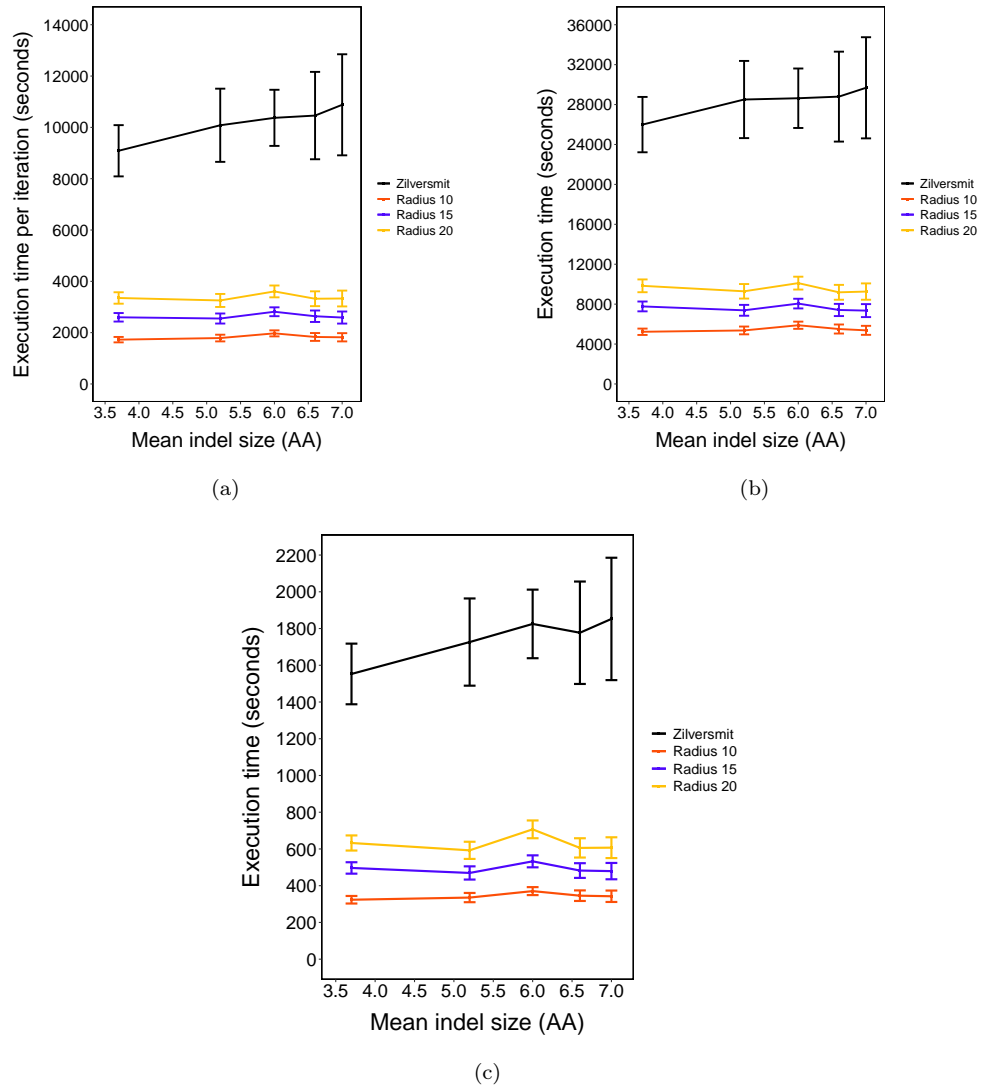 14000
12000
10000
8000
6000
4000
2000
0
Execution time per iteration (seconds)
3.5 4.0 4.5 5.0 5.5 6.0 6.5 7.0
Mean indel size (AA)
Zilversmit
Radius 10
Radius 15
Radius 20
(a)
36000
32000
28000
24000
20000
16000
12000
8000
4000
0
Execution time (seconds)
3.5 4.0 4.5 5.0 5.5 6.0 6.5 7.0
Mean indel size (AA)
Zilversmit
Radius 10
Radius 15
Radius 20
(b)
2200
2000
1800
1600
1400
1200
1000
800
600
400
200
0
Execution time (seconds)
3.5 4.0 4.5 5.0 5.5 6.0 6.5 7.0
Mean indel size (AA)
Zilversmit
Radius 10
Radius 15
Radius 20
(c)